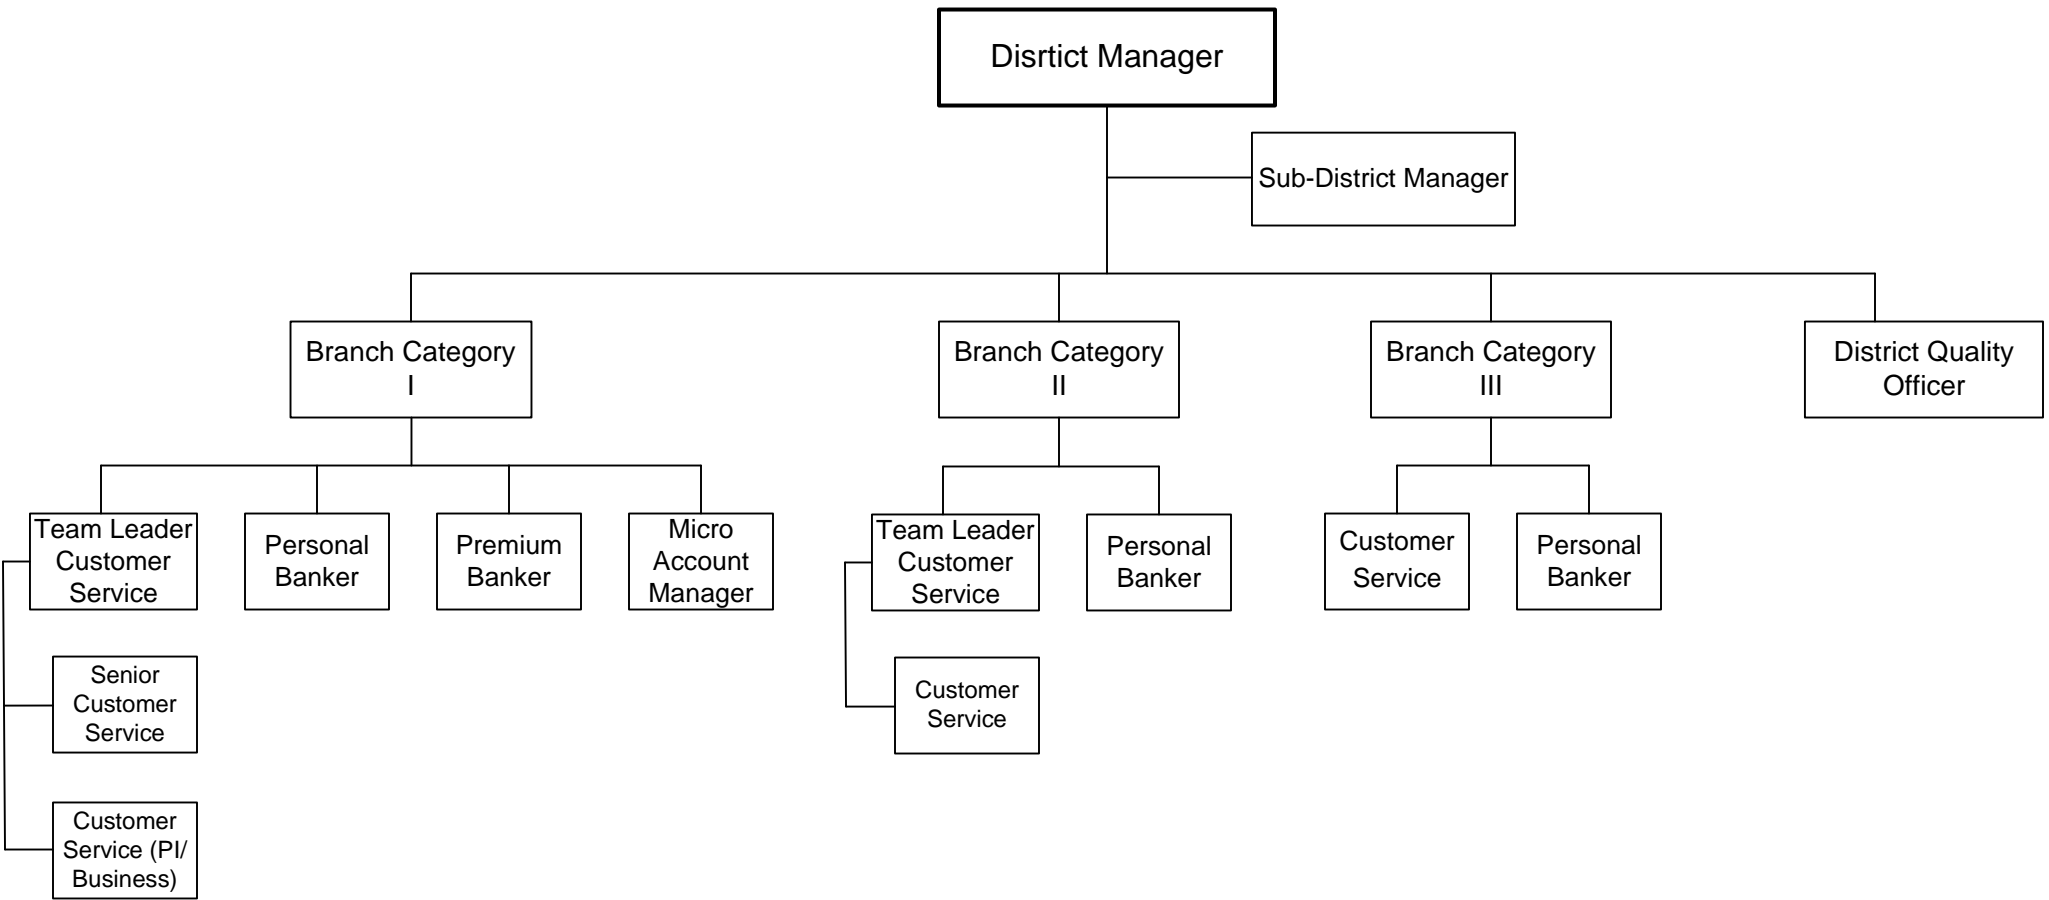 Disrtict Manager
Sub-District Manager
Branch Category
I
Branch Category
II
Branch Category
III
District Quality
Officer
Team Leader
Customer
Service
Personal
Banker
Premium
Banker
Micro
Account
Manager
Team Leader
Customer
Service
Personal
Banker
Customer
Service
Personal
Banker
Senior
Customer
Service
Customer
Service
Customer
Service (PI/
Business)